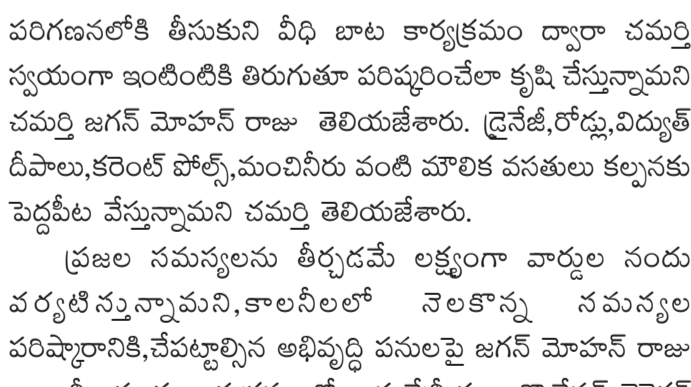 పరిగణనలోకి తీసుకుని వీధి బాట కార్యక్రమం ద్వారా చమర్తి
స్వయంగా ఇంటింటికి తిరుగుతూ పరిష్కరించేలా కృషి చేస్తున్నామని
చమర్తి జగన్ మోహన్ రాజు తెలియజేశారు. డ్రైనేజీ,రోడ్లు,విద్యుత్
దీపాలు,కరెంట్ పోల్స్,మంచినీరు వంటి మౌలిక వసతులు కల్పనకు
పెద్దపీట వేస్తున్నామని చమర్తి తెలియజేశారు.
ప్రజల సమస్యలను తీర్చడమే లక్ష్యంగా వార్డుల నందు
పర్యటిస్తున్నామని,కాలనీలలో నెలకొన్న సమస్యల
పరిష్కారానికి,చేపట్టాల్సిన అభివృద్ధి పనులపై జగన్ మోహన్ రాజు